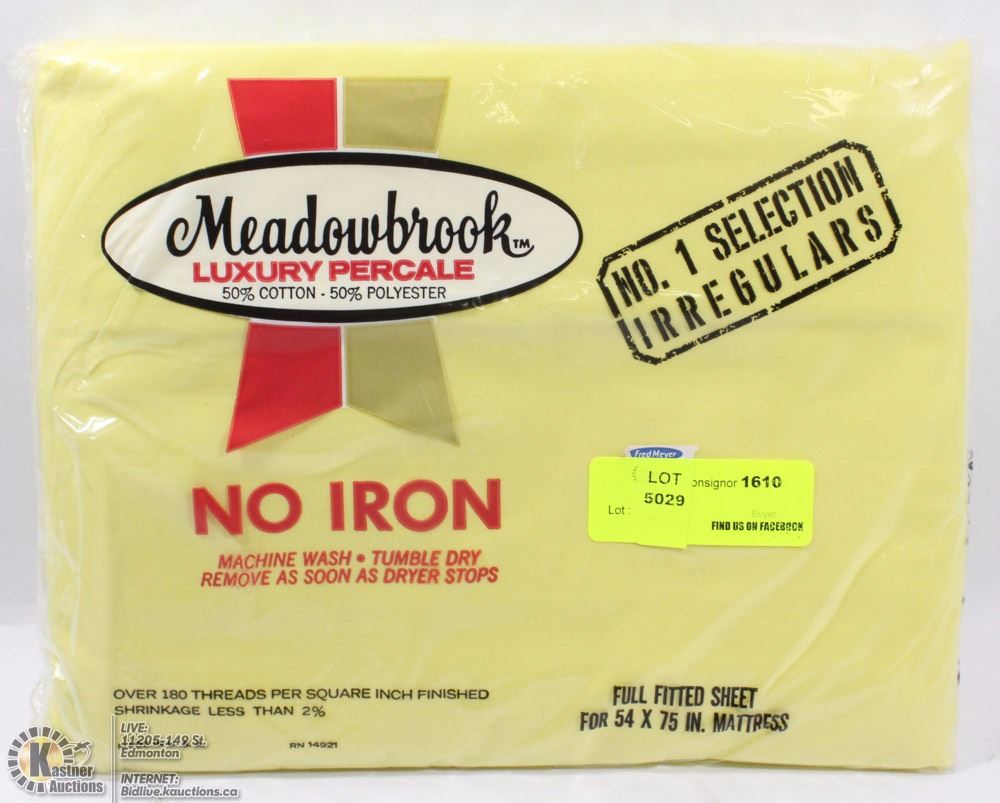 Meadowbrook™
LUXURY PERCALE
50% COTTON - 50% POLYESTER
NO. 1 SELECTION
IRREGULARS
Fred Meyer
LOT
5029
onsignor 1610
Lot :
Buyer
FIND US ON FACEBOOK
NO IRON
MACHINE WASH • TUMBLE DRY
REMOVE AS SOON AS DRYER STOPS
OVER 180 THREADS PER SQUARE INCH FINISHED
SHRINKAGE LESS THAN 2%
RN 14921
FULL FITTED SHEET
FOR 54 X 75 IN. MATTRESS
Kastner
Auctions
LIVE:
11205-149 St.
Edmonton
INTERNET:
Bidlive.kauctions.ca